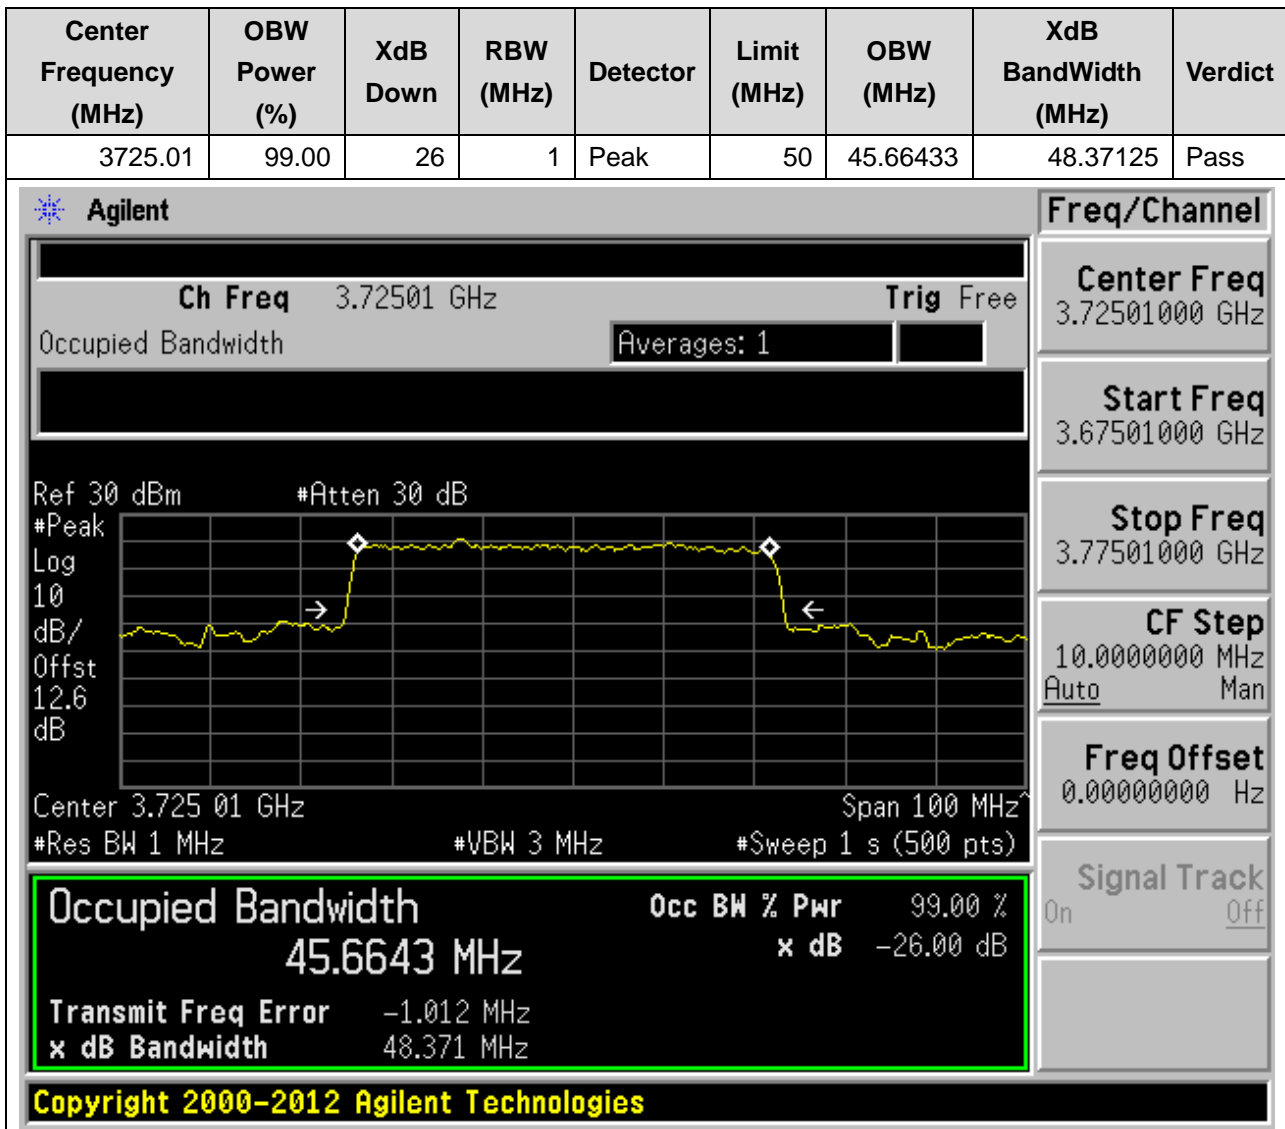 Center Frequency (MHz) OBW Power (%) XdB Down RBW (MHz) Detector Limit (MHz) OBW (MHz) XdB BandWidth (MHz) Verdict
3725.01 99.00 26 1 Peak 50 45.66433 48.37125 Pass
Agilent
Freq/Channel
Ch Freq 3.72501 GHz Trig Free
Occupied Bandwidth Averages: 1
Center Freq
3.72501000 GHz
Start Freq
3.67501000 GHz
Stop Freq
3.77501000 GHz
CF Step
10.0000000 MHz
Auto Man
Freq Offset
0.00000000 Hz
Signal Track
On Off
Ref 30 dBm #Atten 30 dB
#Peak
Log
10
dB/
Offst
12.6
dB
Center 3.725 01 GHz Span 100 MHz^
#Res BW 1 MHz #VBW 3 MHz #Sweep 1 s (500 pts)
Occupied Bandwidth Occ BW % Pwr 99.00 %
45.6643 MHz x dB -26.00 dB
Transmit Freq Error -1.012 MHz
x dB Bandwidth 48.371 MHz
Copyright 2000-2012 Agilent Technologies